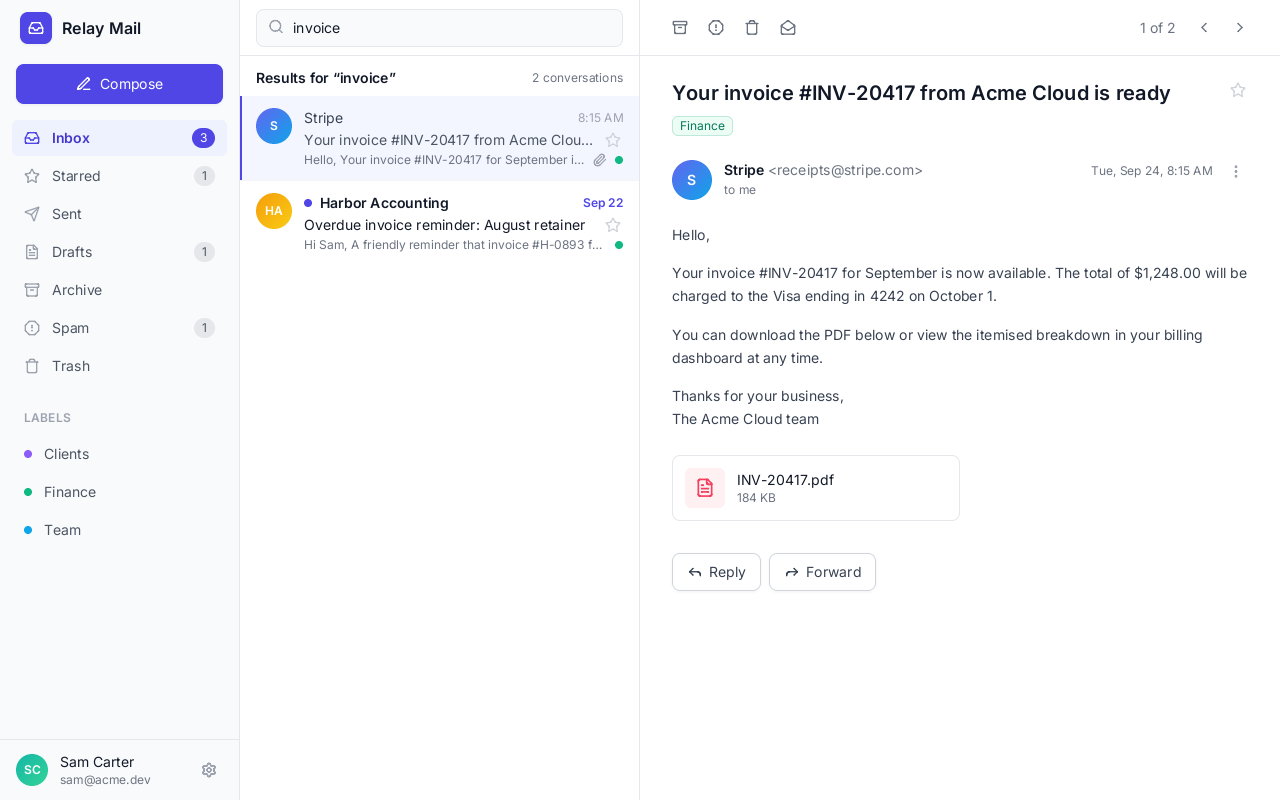 Relay Mail
Compose
Inbox 3
Starred 1
Sent
Drafts 1
Archive
Spam 1
Trash
LABELS
Clients
Finance
Team
SC
Sam Carter
sam@acme.dev
invoice
Results for “invoice”
2 conversations
S
Stripe
8:15 AM
Your invoice #INV-20417 from Acme Clou…
Hello, Your invoice #INV-20417 for September i…
HA
Harbor Accounting
Sep 22
Overdue invoice reminder: August retainer
Hi Sam, A friendly reminder that invoice #H-0893 f…
1 of 2
Your invoice #INV-20417 from Acme Cloud is ready
Finance
S
Stripe <receipts@stripe.com>
Tue, Sep 24, 8:15 AM
to me
Hello,
Your invoice #INV-20417 for September is now available. The total of $1,248.00 will be
charged to the Visa ending in 4242 on October 1.
You can download the PDF below or view the itemised breakdown in your billing
dashboard at any time.
Thanks for your business,
The Acme Cloud team
INV-20417.pdf
184 KB
Reply
Forward